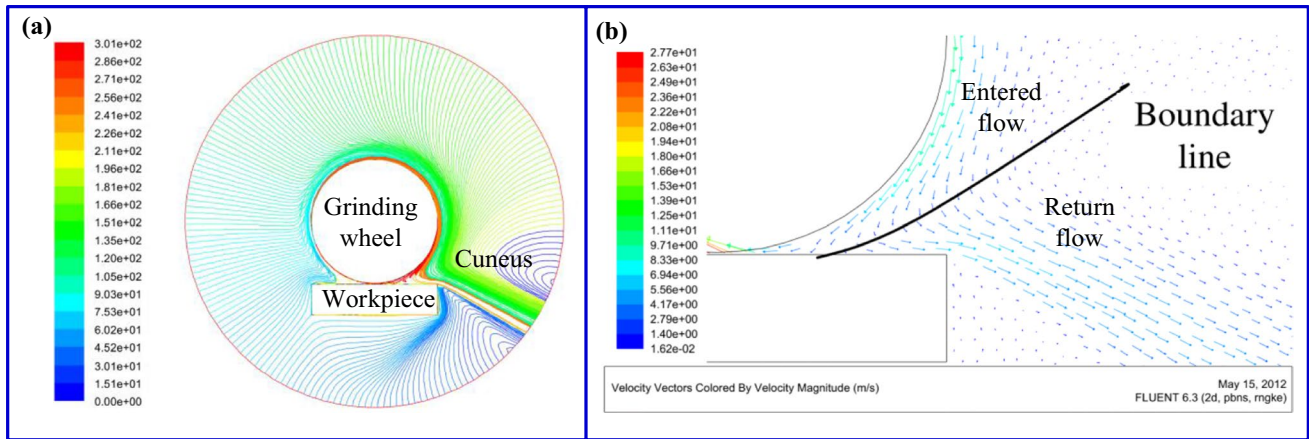 (a)
3.01e+02
2.86e+02
2.71e+02
2.56e+02
2.41e+02
2.26e+02
2.11e+02
1.96e+02
1.81e+02
1.66e+02
1.51e+02
1.35e+02
1.20e+02
1.05e+02
9.03e+01
7.53e+01
6.02e+01
4.52e+01
3.01e+01
1.51e+01
0.00e+00
Grinding
wheel
Cuneus
Workpiece
(b)
2.77e+01
2.63e+01
2.49e+01
2.36e+01
2.22e+01
2.08e+01
1.94e+01
1.80e+01
1.66e+01
1.53e+01
1.39e+01
1.25e+01
1.11e+01
9.71e+00
8.33e+00
6.94e+00
5.56e+00
4.17e+00
2.79e+00
1.40e+00
1.62e-02
Entered
flow
Boundary
line
Return
flow
Velocity Vectors Colored By Velocity Magnitude (m/s)
May 15, 2012
FLUENT 6.3 (2d, pbns, rngke)